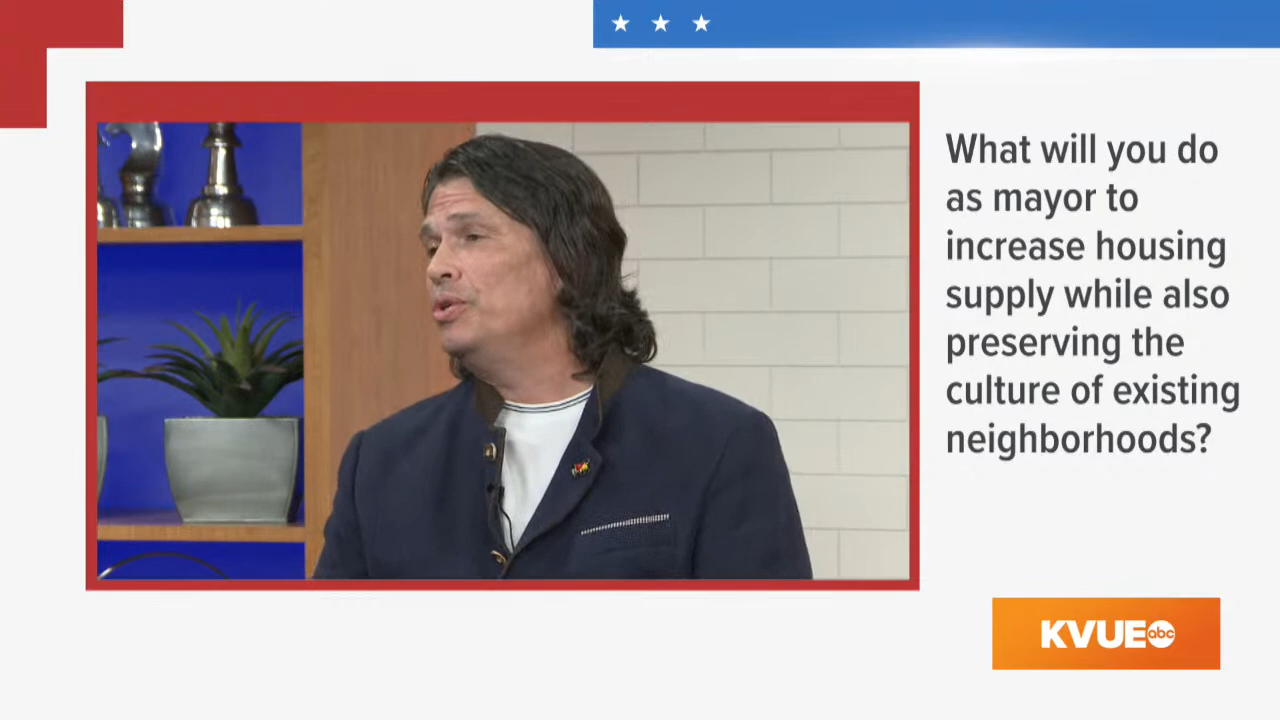 What will you do
as mayor to
increase housing
supply while also
preserving the
culture of existing
neighborhoods?
KVUE abc